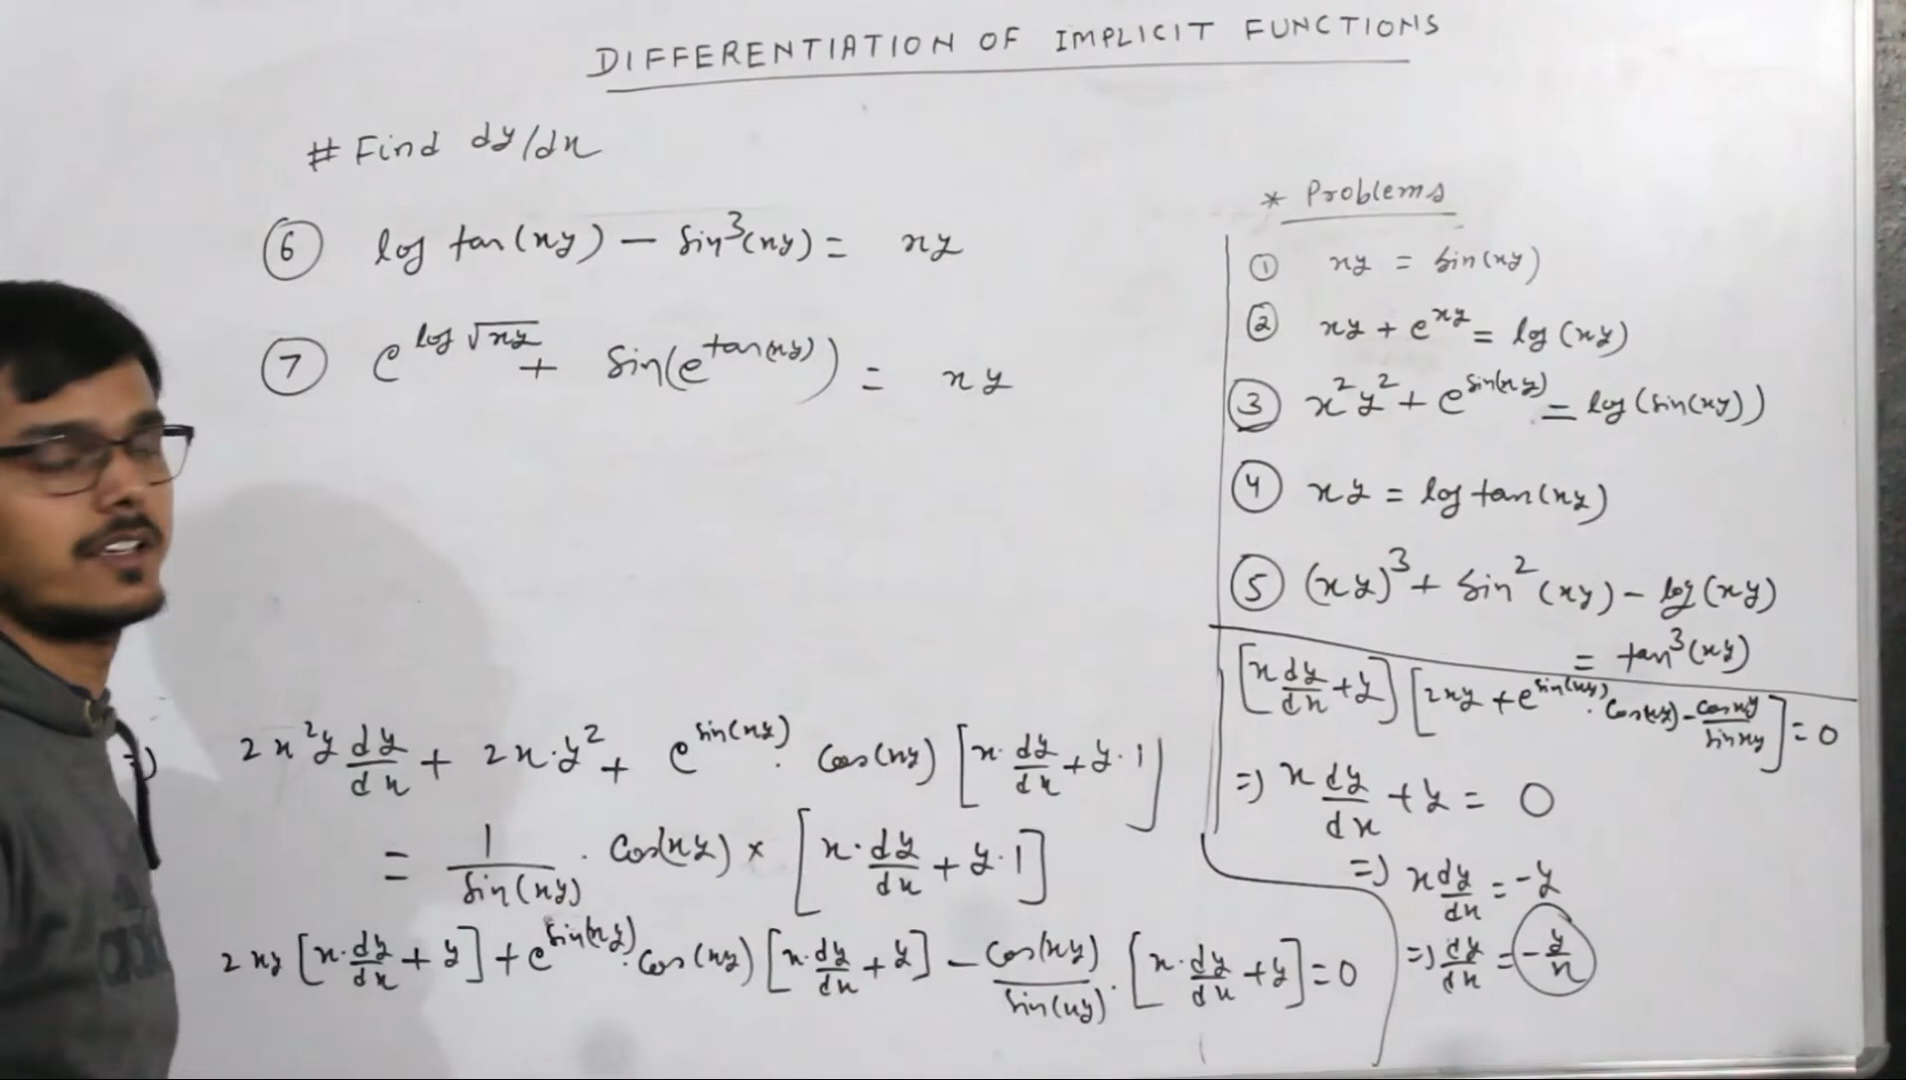 DIFFERENTIATION OF IMPLICIT FUNCTIONS
# Find dy/dx
⑥ log tan(xy) - sin³(xy) = xy
⑦ e^(log √xy) + sin(e^(tan(xy))) = xy
⇒ 2x²y dy/dx + 2x·y² + e^(sin(xy)) · cos(xy) [x·dy/dx + y·1]
= 1/sin(xy) · cos(xy) × [x·dy/dx + y·1]
2xy [x·dy/dx + y] + e^(sin(xy)) · cos(xy) [x·dy/dx + y] - cos(xy)/sin(xy) · [x·dy/dx + y] = 0
* Problems
① xy = sin(xy)
② xy + e^(xy) = log(xy)
③ x²y² + e^(sin(xy)) = log(sin(xy))
④ xy = log tan(xy)
⑤ (xy)³ + sin²(xy) - log(xy)
= tan³(xy)
[x dy/dx + y] [2xy + e^(sin(xy)) · cos(xy) - cosxy/sinxy] = 0
⇒ x dy/dx + y = 0
⇒ x dy/dx = -y
⇒ dy/dx = -y/x
adidas